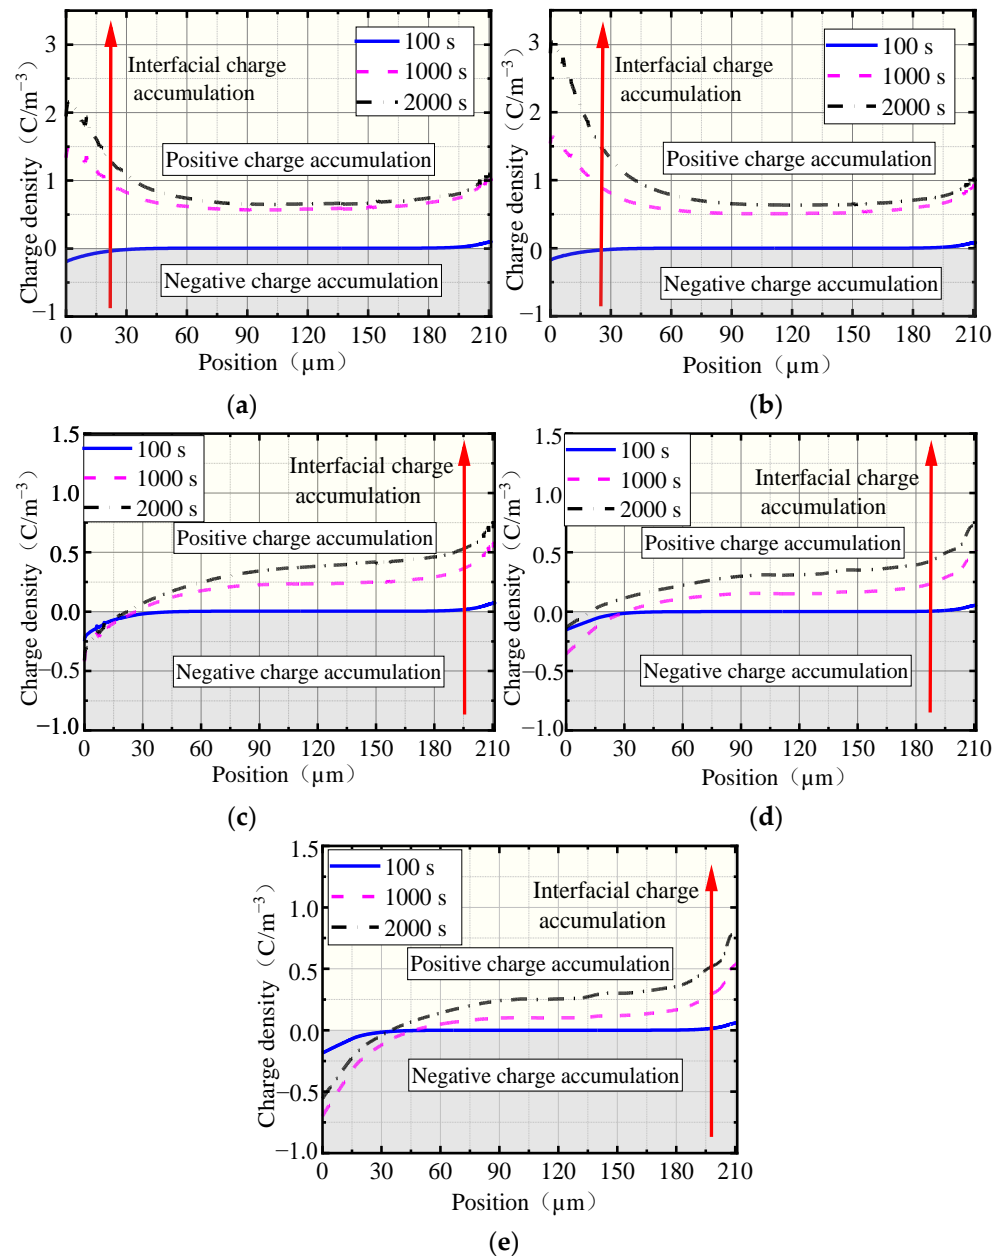 3
2
1
0
−1
Charge density（C/m⁻³）
100 s
1000 s
2000 s
Interfacial charge
accumulation
Positive charge accumulation
Negative charge accumulation
0 30 60 90 120 150 180 210
Position（µm）
(a)
3
2
1
0
−1
Charge density（C/m⁻³）
100 s
1000 s
2000 s
Interfacial charge
accumulation
Positive charge accumulation
Negative charge accumulation
0 30 60 90 120 150 180 210
Position（µm）
(b)
1.5
1.0
0.5
0.0
−0.5
−1.0
Charge density（C/m⁻³）
100 s
1000 s
2000 s
Interfacial charge
accumulation
Positive charge accumulation
Negative charge accumulation
0 30 60 90 120 150 180 210
Position（µm）
(c)
1.5
1.0
0.5
0.0
−0.5
−1.0
Charge density（C/m⁻³）
100 s
1000 s
2000 s
Interfacial charge
accumulation
Positive charge accumulation
Negative charge accumulation
0 30 60 90 120 150 180 210
Position（µm）
(d)
1.5
1.0
0.5
0.0
−0.5
−1.0
Charge density（C/m⁻³）
100 s
1000 s
2000 s
Interfacial charge
accumulation
Positive charge accumulation
Negative charge accumulation
0 30 60 90 120 150 180 210
Position（µm）
(e)